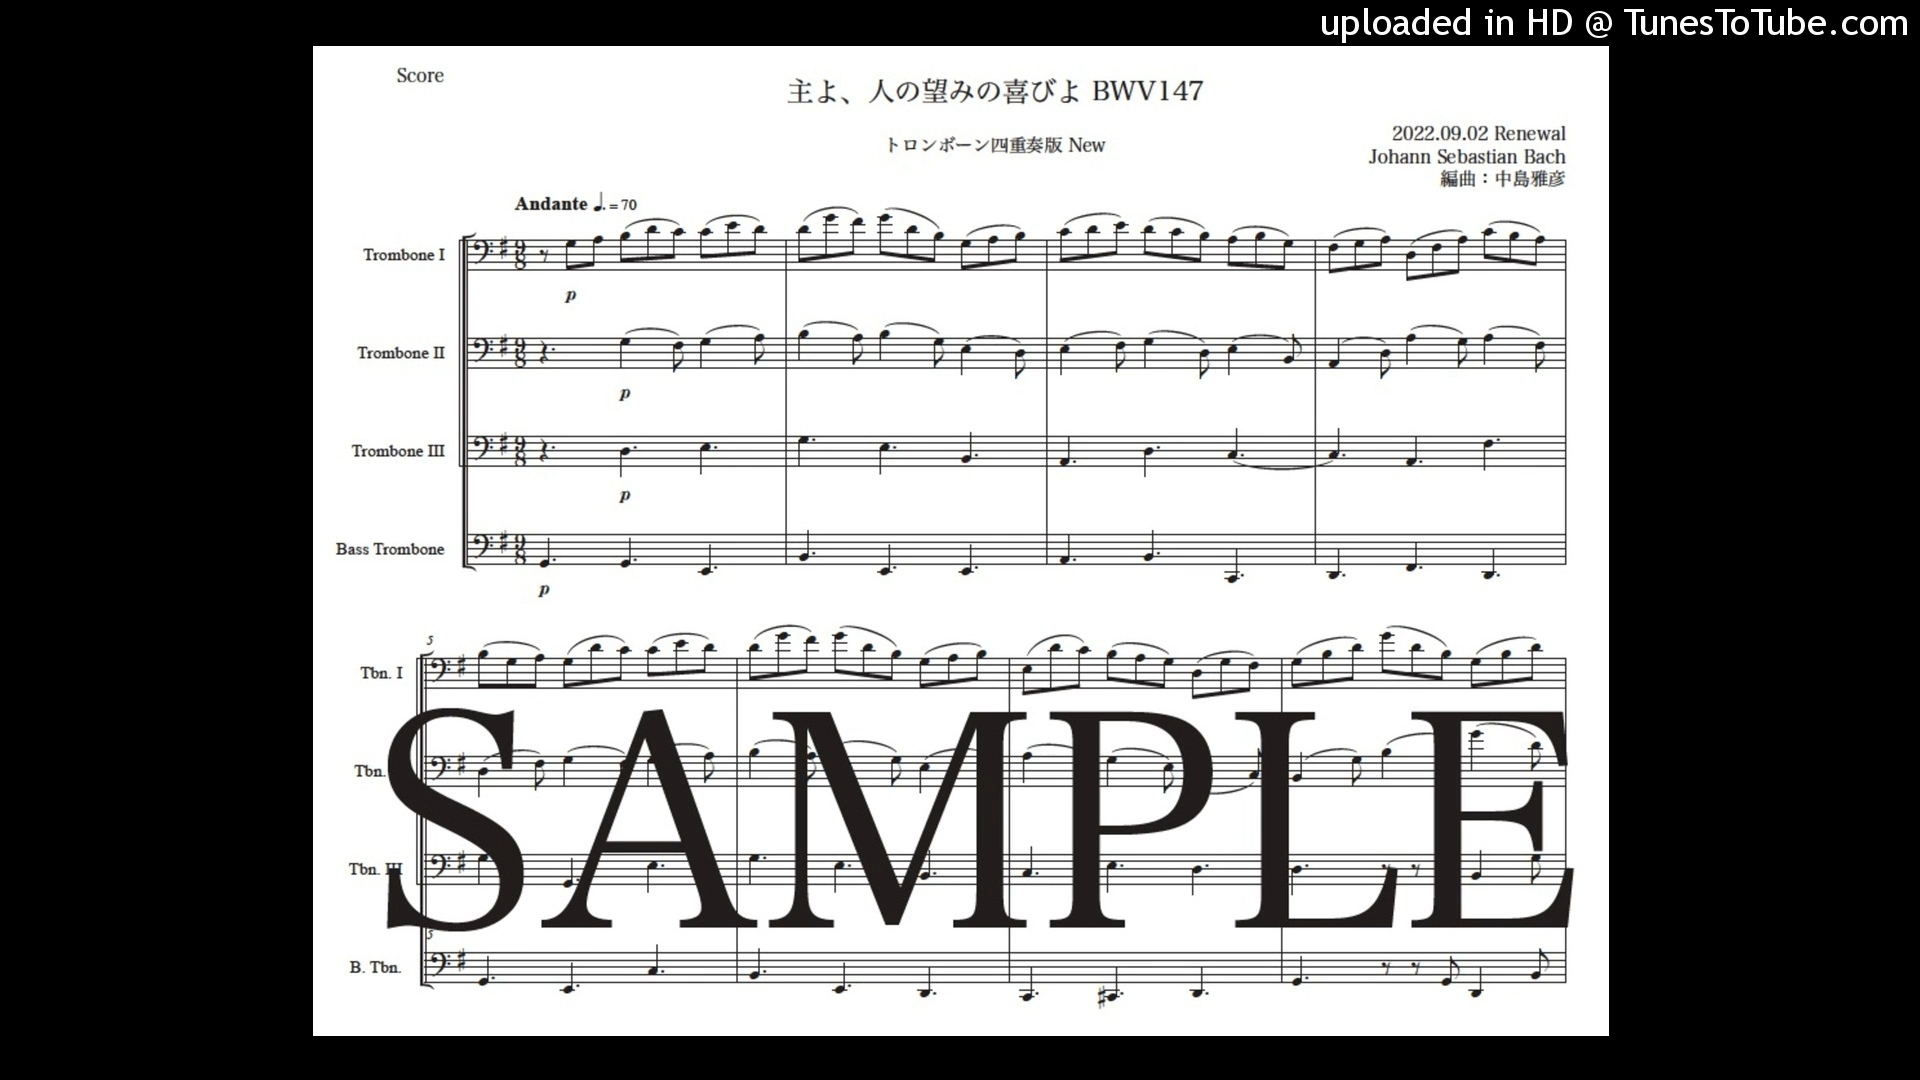 uploaded in HD @ TunesToTube.com
Score
主よ、人の望みの喜びよ BWV147
トロンボーン四重奏版 New
2022.09.02 Renewal
Johann Sebastian Bach
編曲：中島雅彦
Andante ♩. = 70
Trombone I
p
Trombone II
p
Trombone III
p
Bass Trombone
p
5
Tbn. I
Tbn.
Tbn. III
5
B. Tbn.
SAMPLE